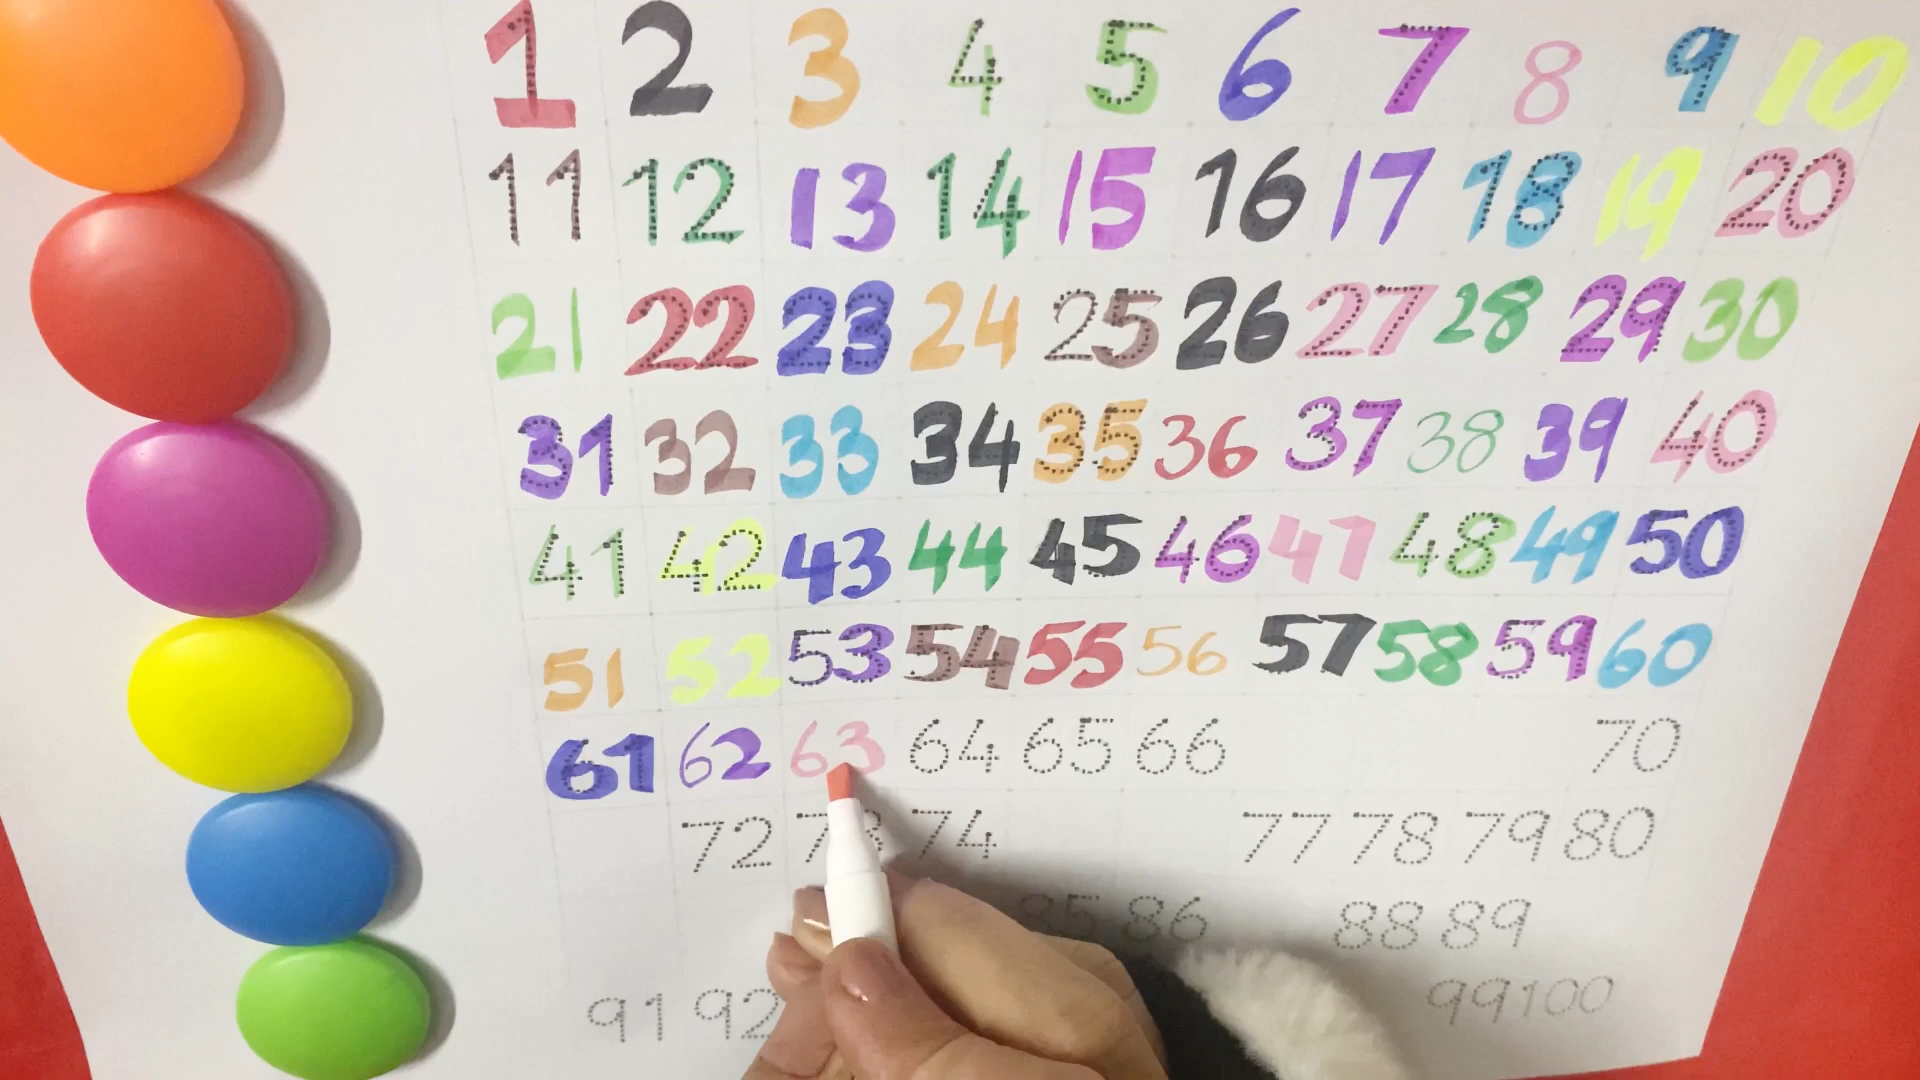 1 2 3 4 5 6 7 8 9 10
11 12 13 14 15 16 17 18 19 20
21 22 23 24 25 26 27 28 29 30
31 32 33 34 35 36 37 38 39 40
41 42 43 44 45 46 47 48 49 50
51 52 53 54 55 56 57 58 59 60
61 62 63 64 65 66 70
72 73 74 77 78 79 80
85 86 88 89
91 92 99 100